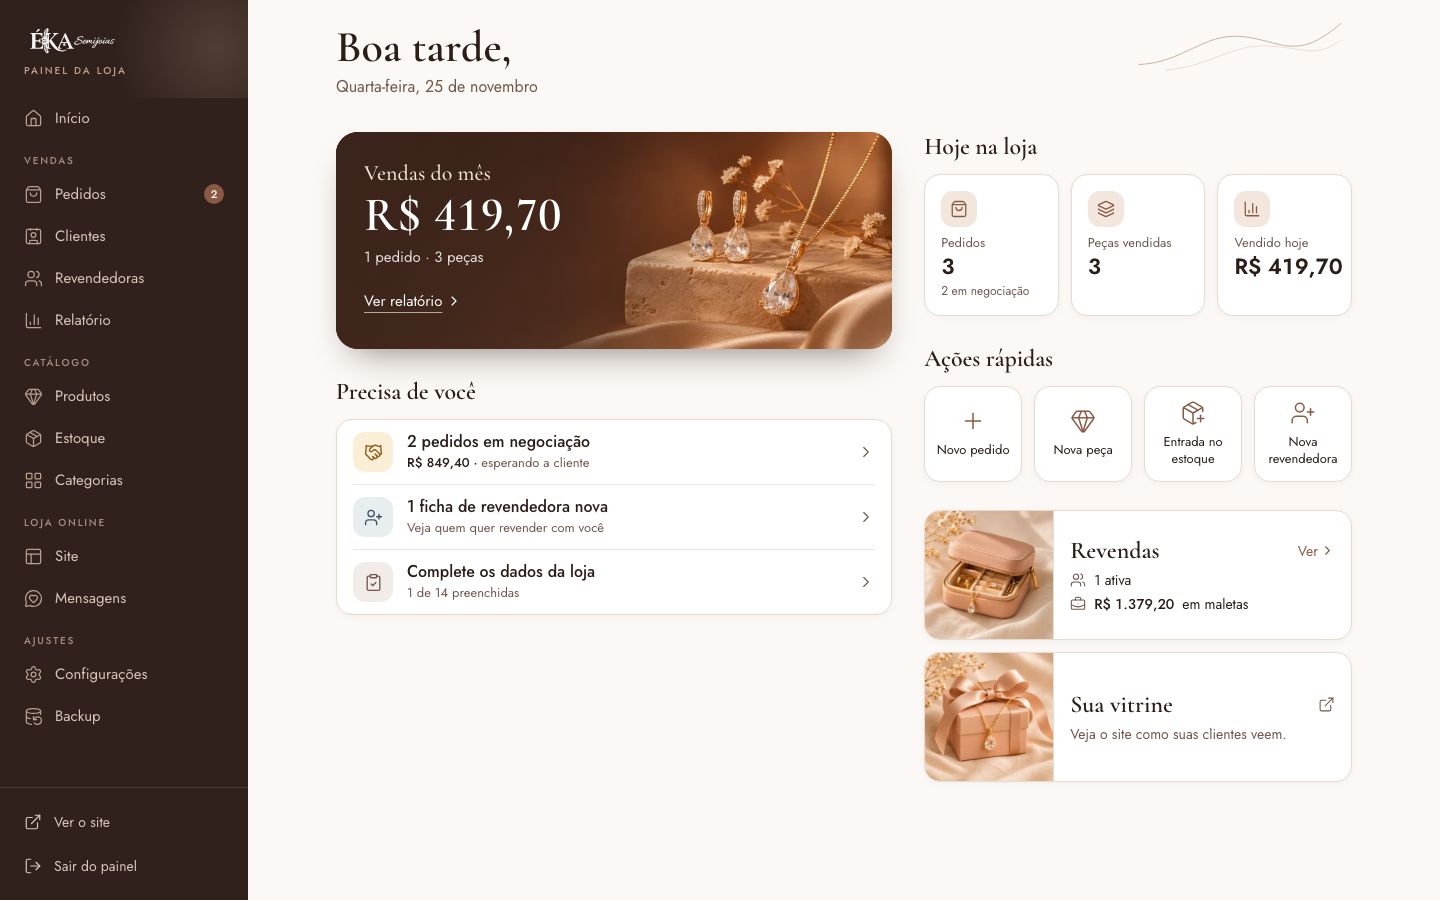 ÉKA Semijoias
PAINEL DA LOJA
Início
VENDAS
Pedidos
2
Clientes
Revendedoras
Relatório
CATÁLOGO
Produtos
Estoque
Categorias
LOJA ONLINE
Site
Mensagens
AJUSTES
Configurações
Backup
Ver o site
Sair do painel
Boa tarde,
Quarta-feira, 25 de novembro
Vendas do mês
R$ 419,70
1 pedido · 3 peças
Ver relatório
Precisa de você
2 pedidos em negociação
R$ 849,40 · esperando a cliente
1 ficha de revendedora nova
Veja quem quer revender com você
Complete os dados da loja
1 de 14 preenchidas
Hoje na loja
Pedidos
3
2 em negociação
Peças vendidas
3
Vendido hoje
R$ 419,70
Ações rápidas
Novo pedido
Nova peça
Entrada no
estoque
Nova
revendedora
Revendas
Ver
1 ativa
R$ 1.379,20 em maletas
Sua vitrine
Veja o site como suas clientes veem.